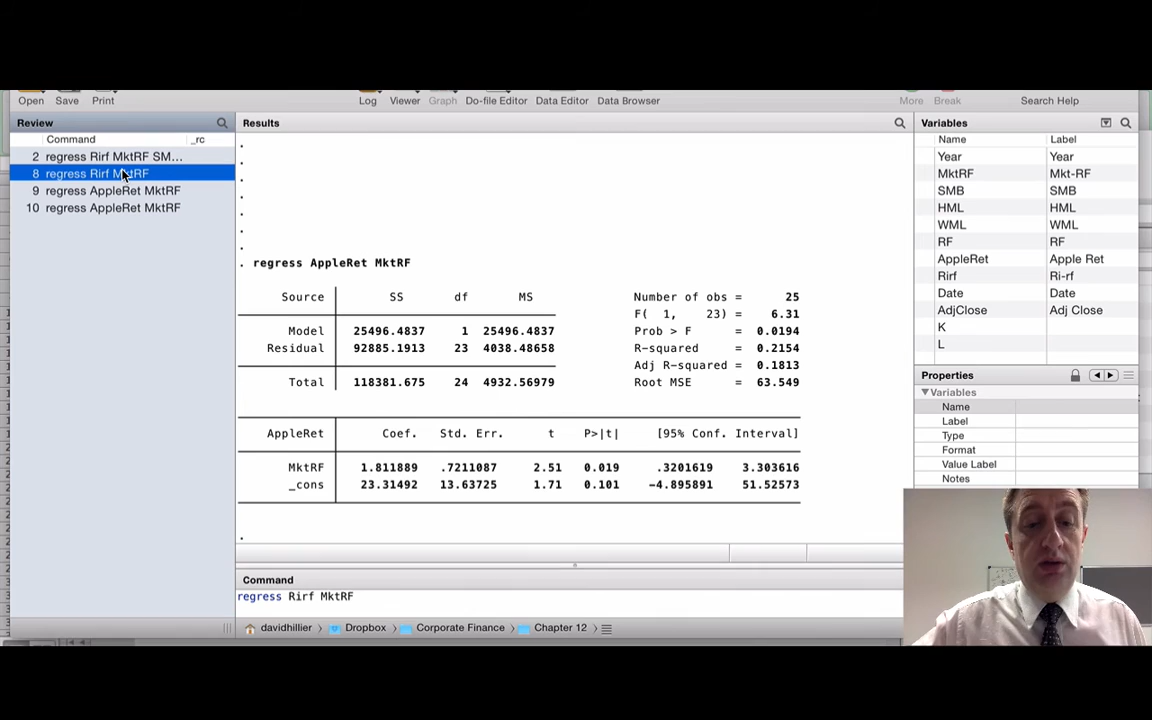 Open Save Print Log Viewer Graph Do-file Editor Data Editor Data Browser More Break Search Help
Review
Command _rc
2 regress Rirf MktRF SM...
8 regress Rirf MktRF
9 regress AppleRet MktRF
10 regress AppleRet MktRF
Results
.
.
.
.
.
.
.
. regress AppleRet MktRF
Source SS df MS Number of obs = 25
F( 1, 23) = 6.31
Model 25496.4837 1 25496.4837 Prob > F = 0.0194
Residual 92885.1913 23 4038.48658 R-squared = 0.2154
Adj R-squared = 0.1813
Total 118381.675 24 4932.56979 Root MSE = 63.549
AppleRet Coef. Std. Err. t P>|t| [95% Conf. Interval]
MktRF 1.811889 .7211087 2.51 0.019 .3201619 3.303616
_cons 23.31492 13.63725 1.71 0.101 -4.895891 51.52573
.
Command
regress Rirf MktRF
davidhillier Dropbox Corporate Finance Chapter 12
Variables
Name Label
Year Year
MktRF Mkt-RF
SMB SMB
HML HML
WML WML
RF RF
AppleRet Apple Ret
Rirf Ri-rf
Date Date
AdjClose Adj Close
K
L
Properties
Variables
Name
Label
Type
Format
Value Label
Notes